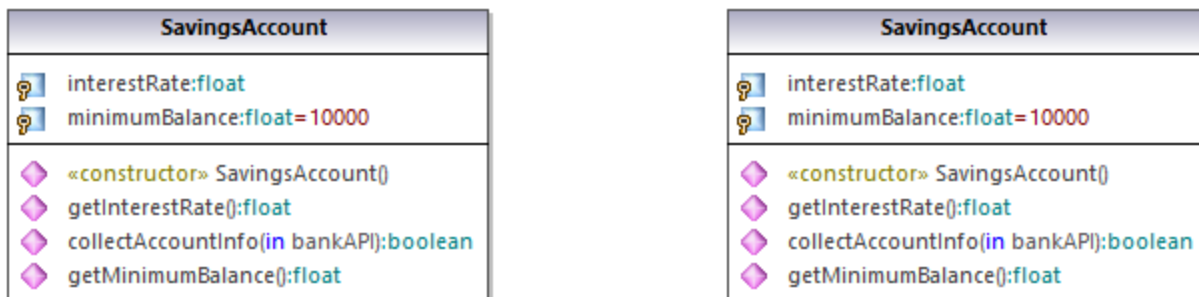 SavingsAccount
interestRate:float
minimumBalance:float=10000
«constructor» SavingsAccount()
getInterestRate():float
collectAccountInfo(in bankAPI):boolean
getMinimumBalance():float
SavingsAccount
interestRate:float
minimumBalance:float=10000
«constructor» SavingsAccount()
getInterestRate():float
collectAccountInfo(in bankAPI):boolean
getMinimumBalance():float